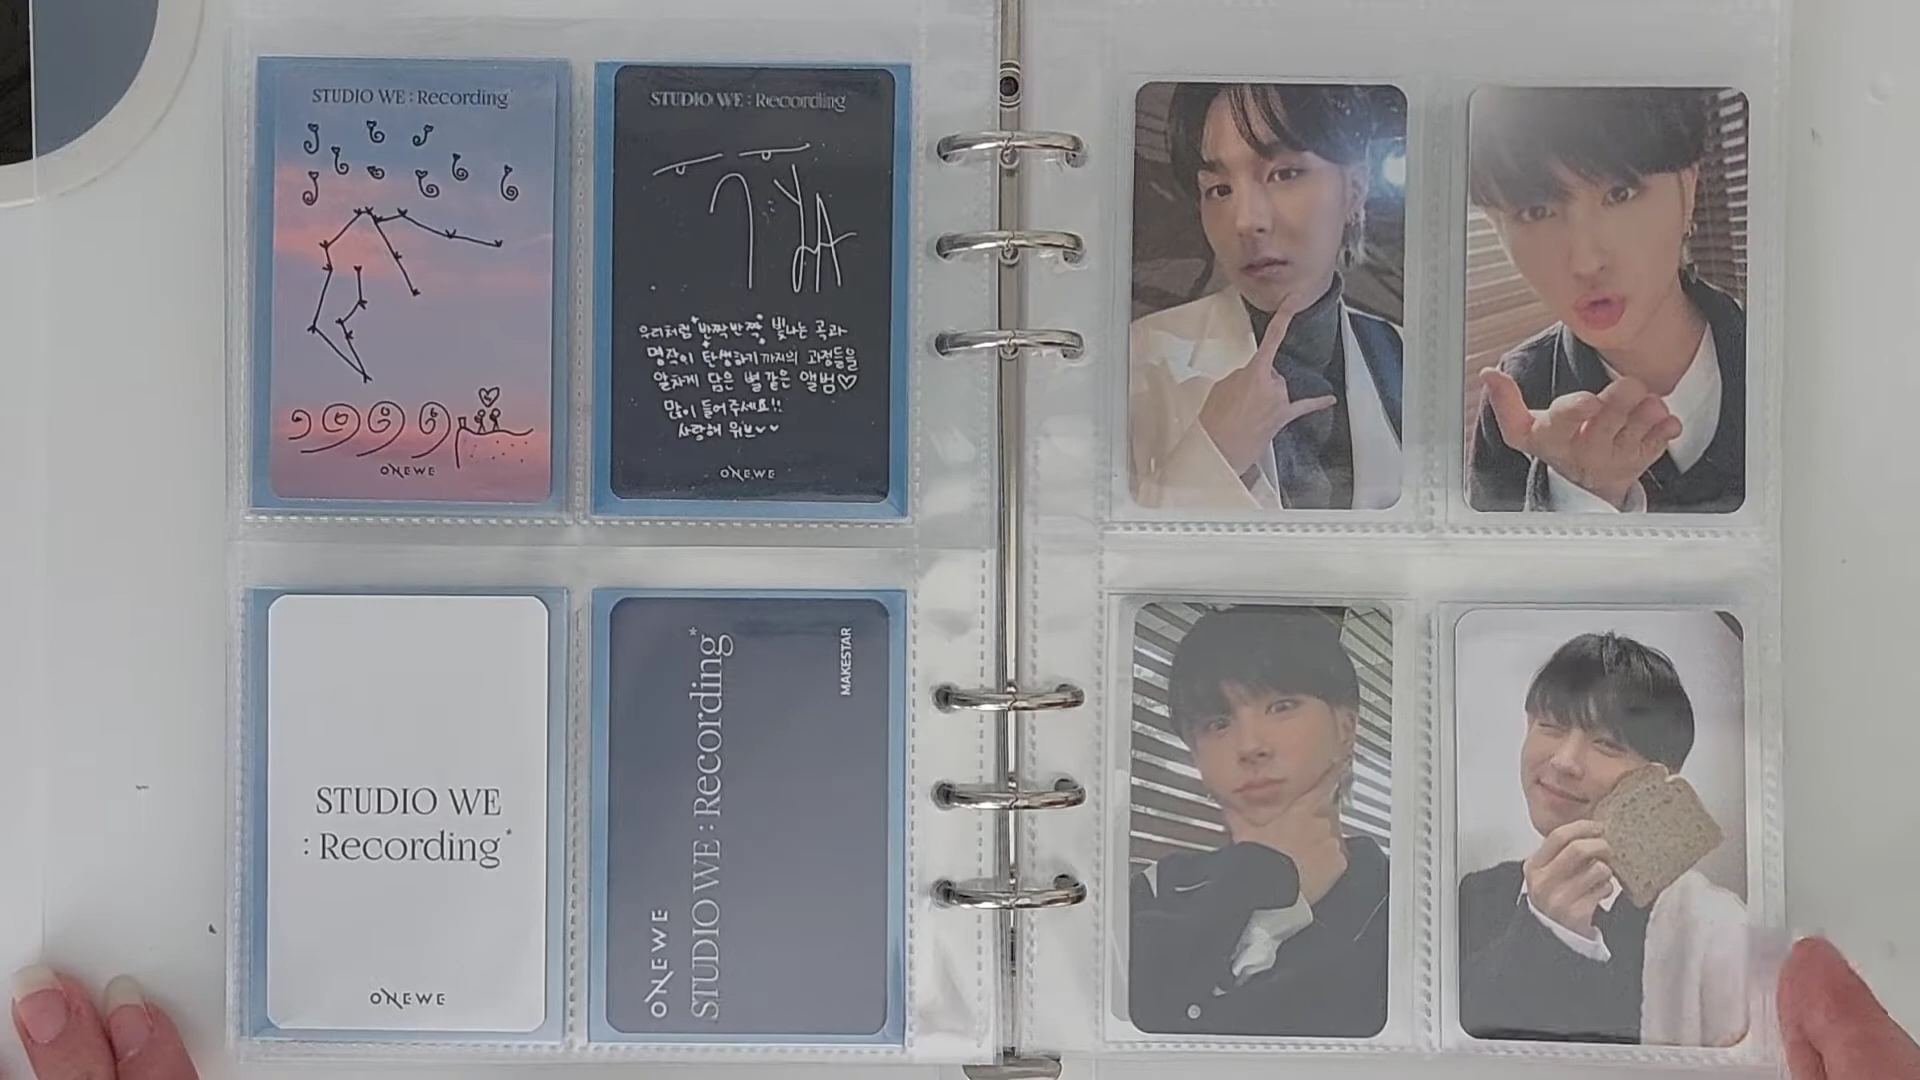 STUDIO WE : Recording*
ONEWE
STUDIO WE : Recording*
우리처럼 반짝반짝 빛나는 곡과
명작이 탄생하기까지의 과정들을
알차게 담은 별 같은 앨범♡
많이 들어주세요!!
사랑해 위브♥♥
ONEWE
STUDIO WE
: Recording*
ONEWE
ONEWE
STUDIO WE : Recording*
MAKESTAR